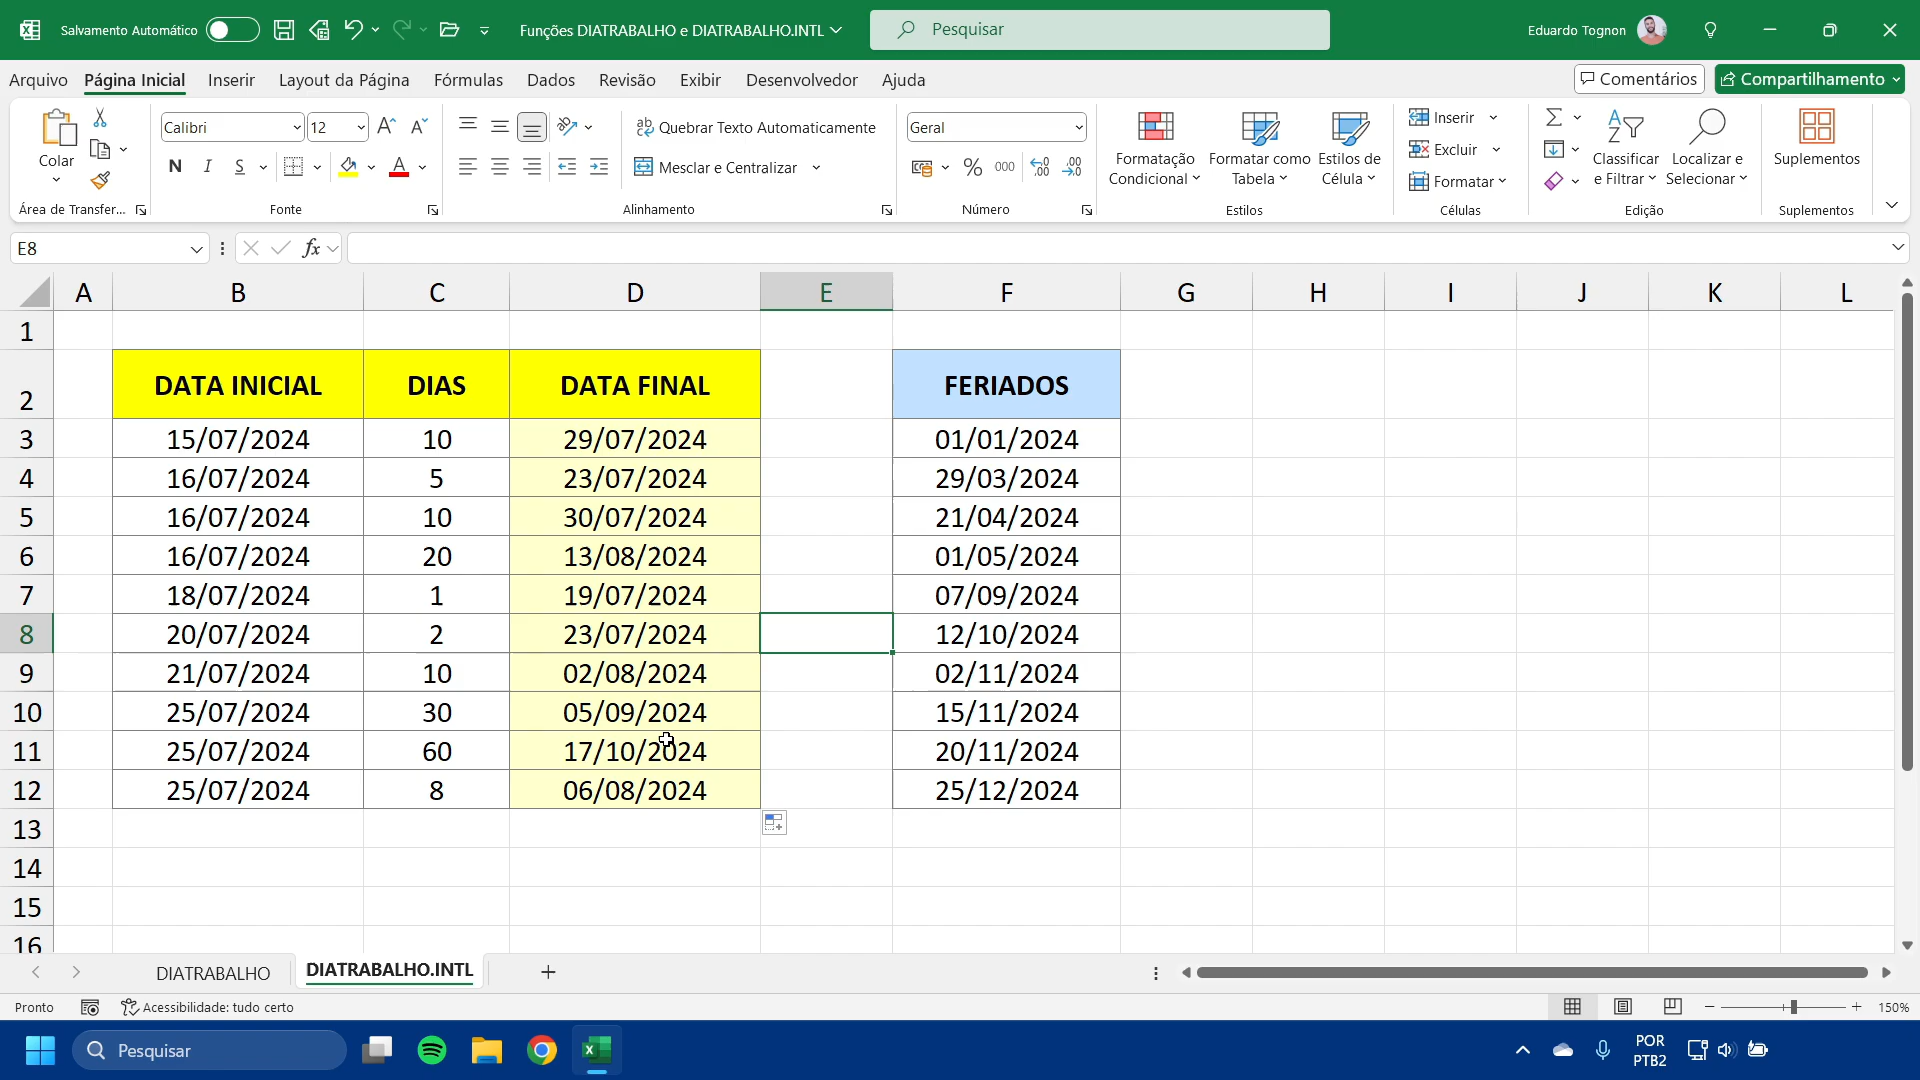 Salvamento Automático
Funções DIATRABALHO e DIATRABALHO.INTL
Pesquisar
Eduardo Tognon
Arquivo Página Inicial Inserir Layout da Página Fórmulas Dados Revisão Exibir Desenvolvedor Ajuda
Comentários Compartilhamento
Colar
Área de Transfer...
Calibri 12
N I S
Fonte
Quebrar Texto Automaticamente
Mesclar e Centralizar
Alinhamento
Geral
% 000
Número
Formatação Condicional
Formatar como Tabela
Estilos de Célula
Estilos
Inserir
Excluir
Formatar
Células
Classificar e Filtrar
Localizar e Selecionar
Edição
Suplementos
Suplementos
E8 fx
A B C D E F G H I J K L
1
2 DATA INICIAL DIAS DATA FINAL FERIADOS
3 15/07/2024 10 29/07/2024 01/01/2024
4 16/07/2024 5 23/07/2024 29/03/2024
5 16/07/2024 10 30/07/2024 21/04/2024
6 16/07/2024 20 13/08/2024 01/05/2024
7 18/07/2024 1 19/07/2024 07/09/2024
8 20/07/2024 2 23/07/2024 12/10/2024
9 21/07/2024 10 02/08/2024 02/11/2024
10 25/07/2024 30 05/09/2024 15/11/2024
11 25/07/2024 60 17/10/2024 20/11/2024
12 25/07/2024 8 06/08/2024 25/12/2024
13
14
15
16
DIATRABALHO DIATRABALHO.INTL
Pronto Acessibilidade: tudo certo 150%
Pesquisar
POR
PTB2